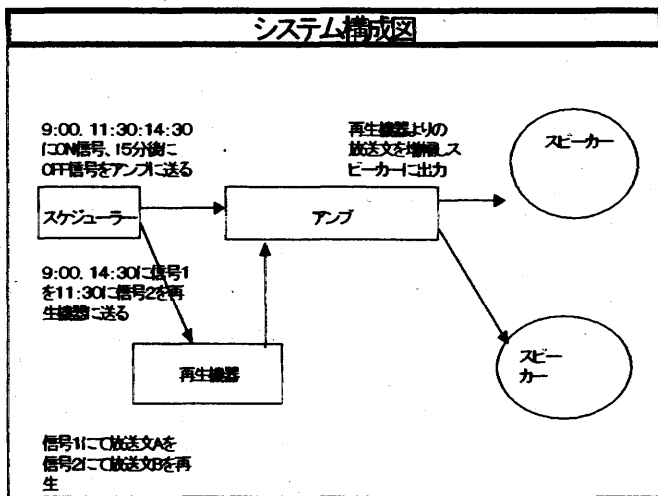 システム構成図
9:00. 11:30:14:30
にON信号、15分後に
OFF信号をアンプに送る
再生機器よりの
放送文を増幅しス
ピーカーに出力
スピーカー
スケジューラー
アンプ
9:00. 14:30に信号1
を11:30に信号2を再
生機器に送る
再生機器
スピー
カー
信号1にて放送文Aを
信号2にて放送文Bを再
生